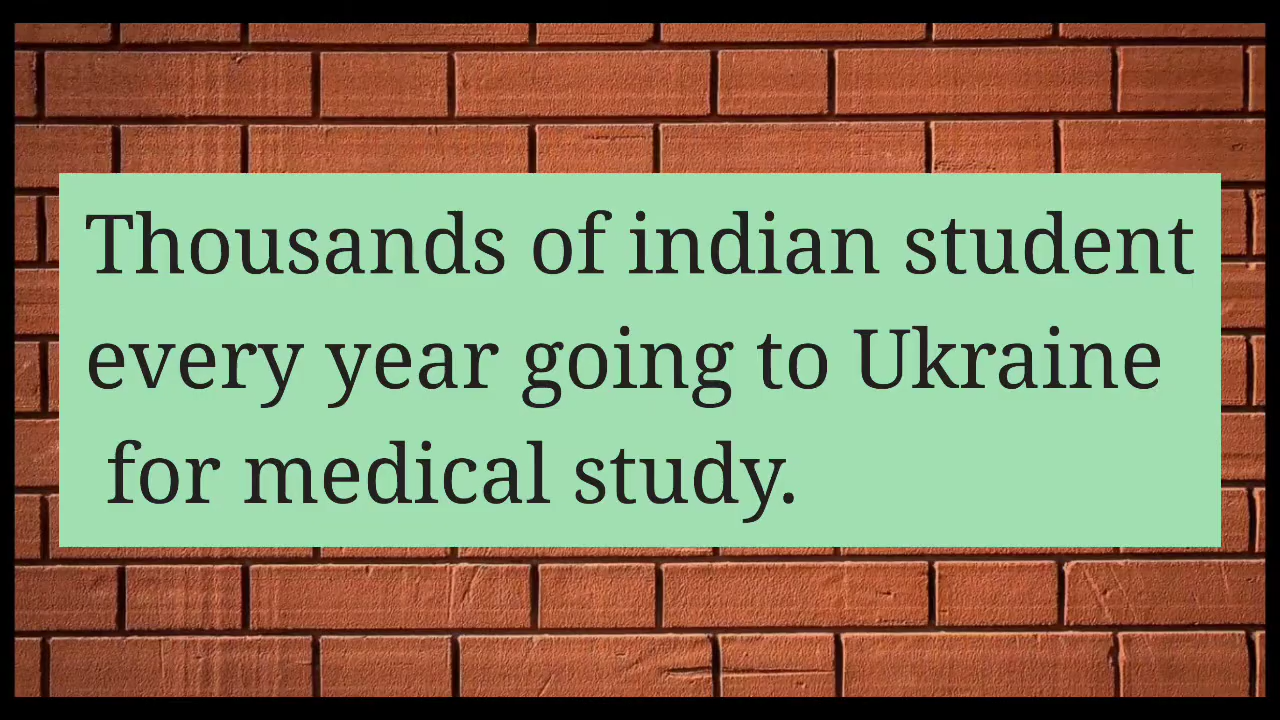 Thousands of indian student
every year going to Ukraine
for medical study.